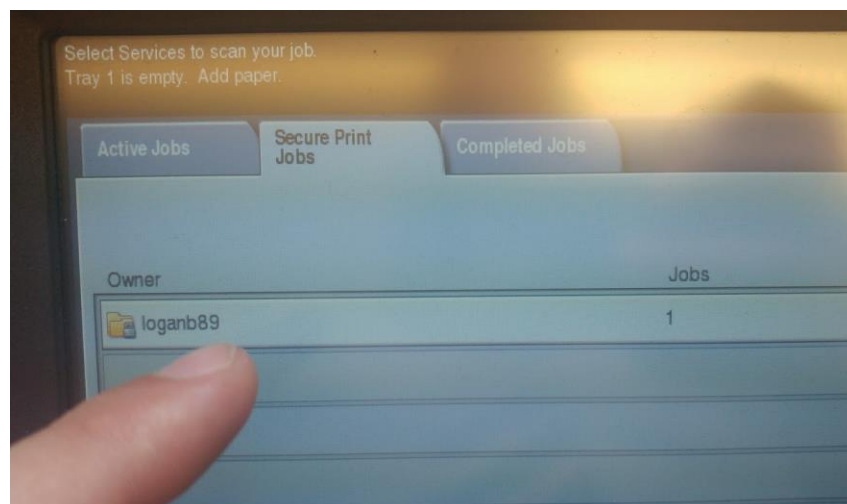 Select Services to scan your job.
Tray 1 is empty. Add paper.
Active Jobs
Secure Print
Jobs
Completed Jobs
Owner Jobs
loganb89 1